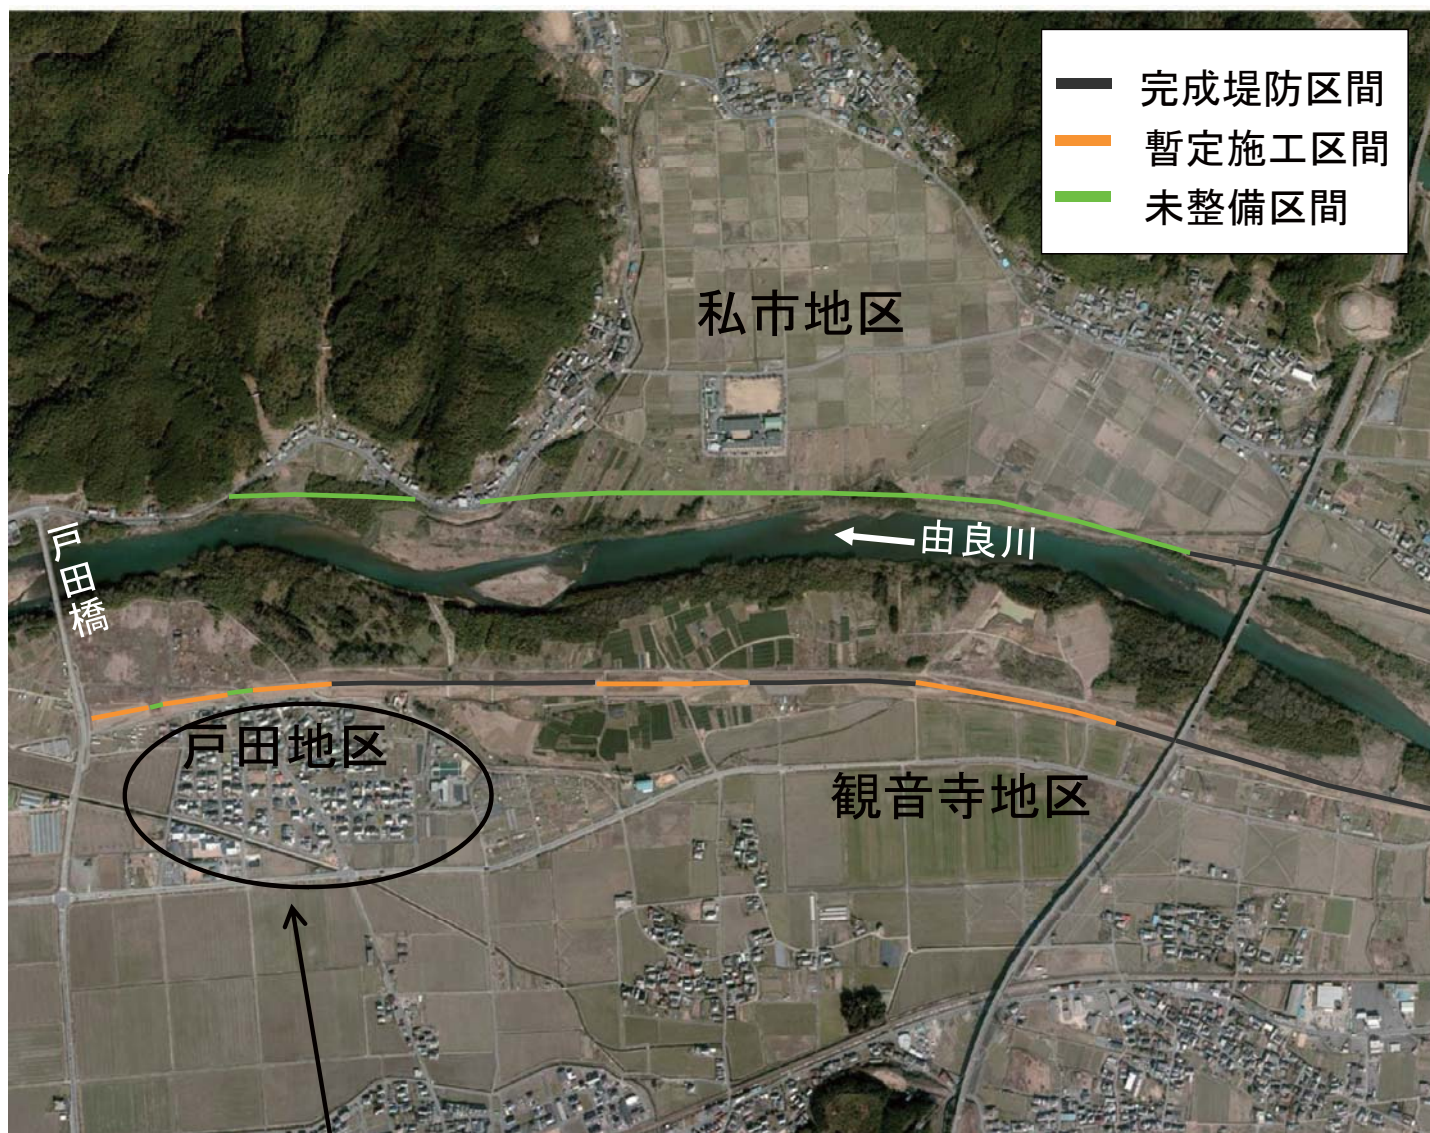 完成堤防区間
暫定施工区間
未整備区間
私市地区
由良川
戸田橋
戸田地区
観音寺地区